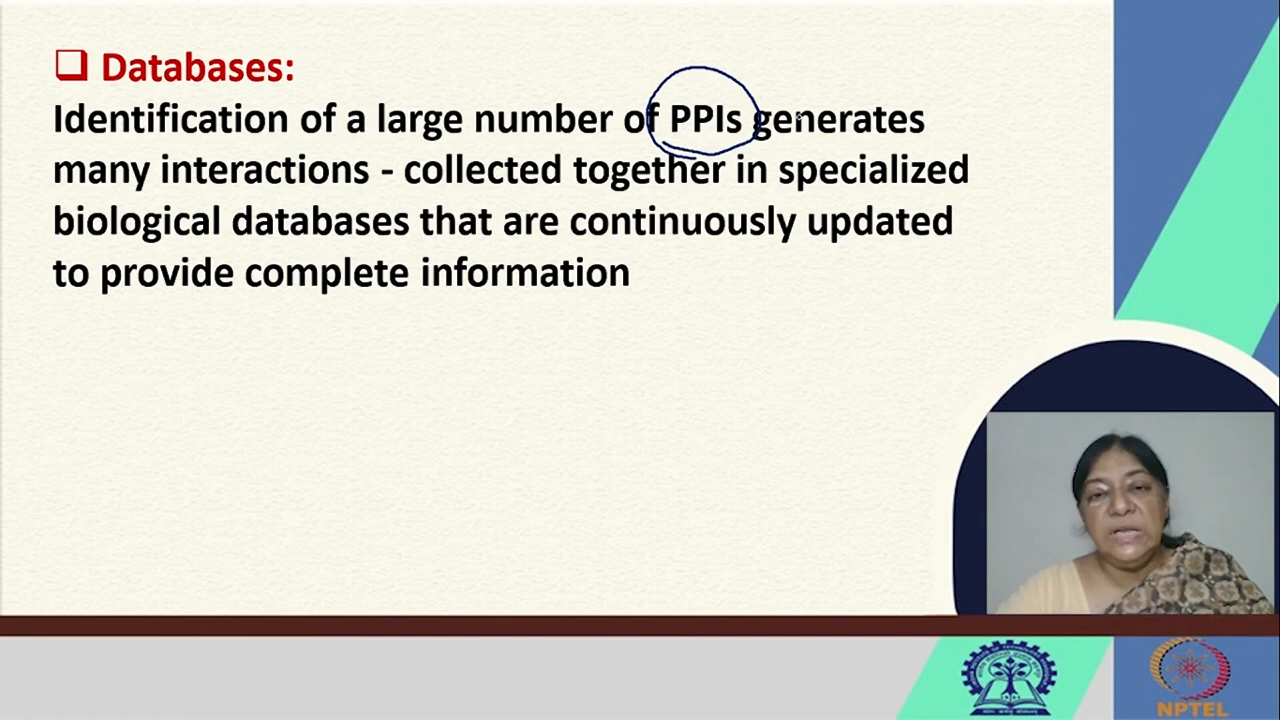 Databases:
Identification of a large number of PPIs generates
many interactions - collected together in specialized
biological databases that are continuously updated
to provide complete information
NPTEL